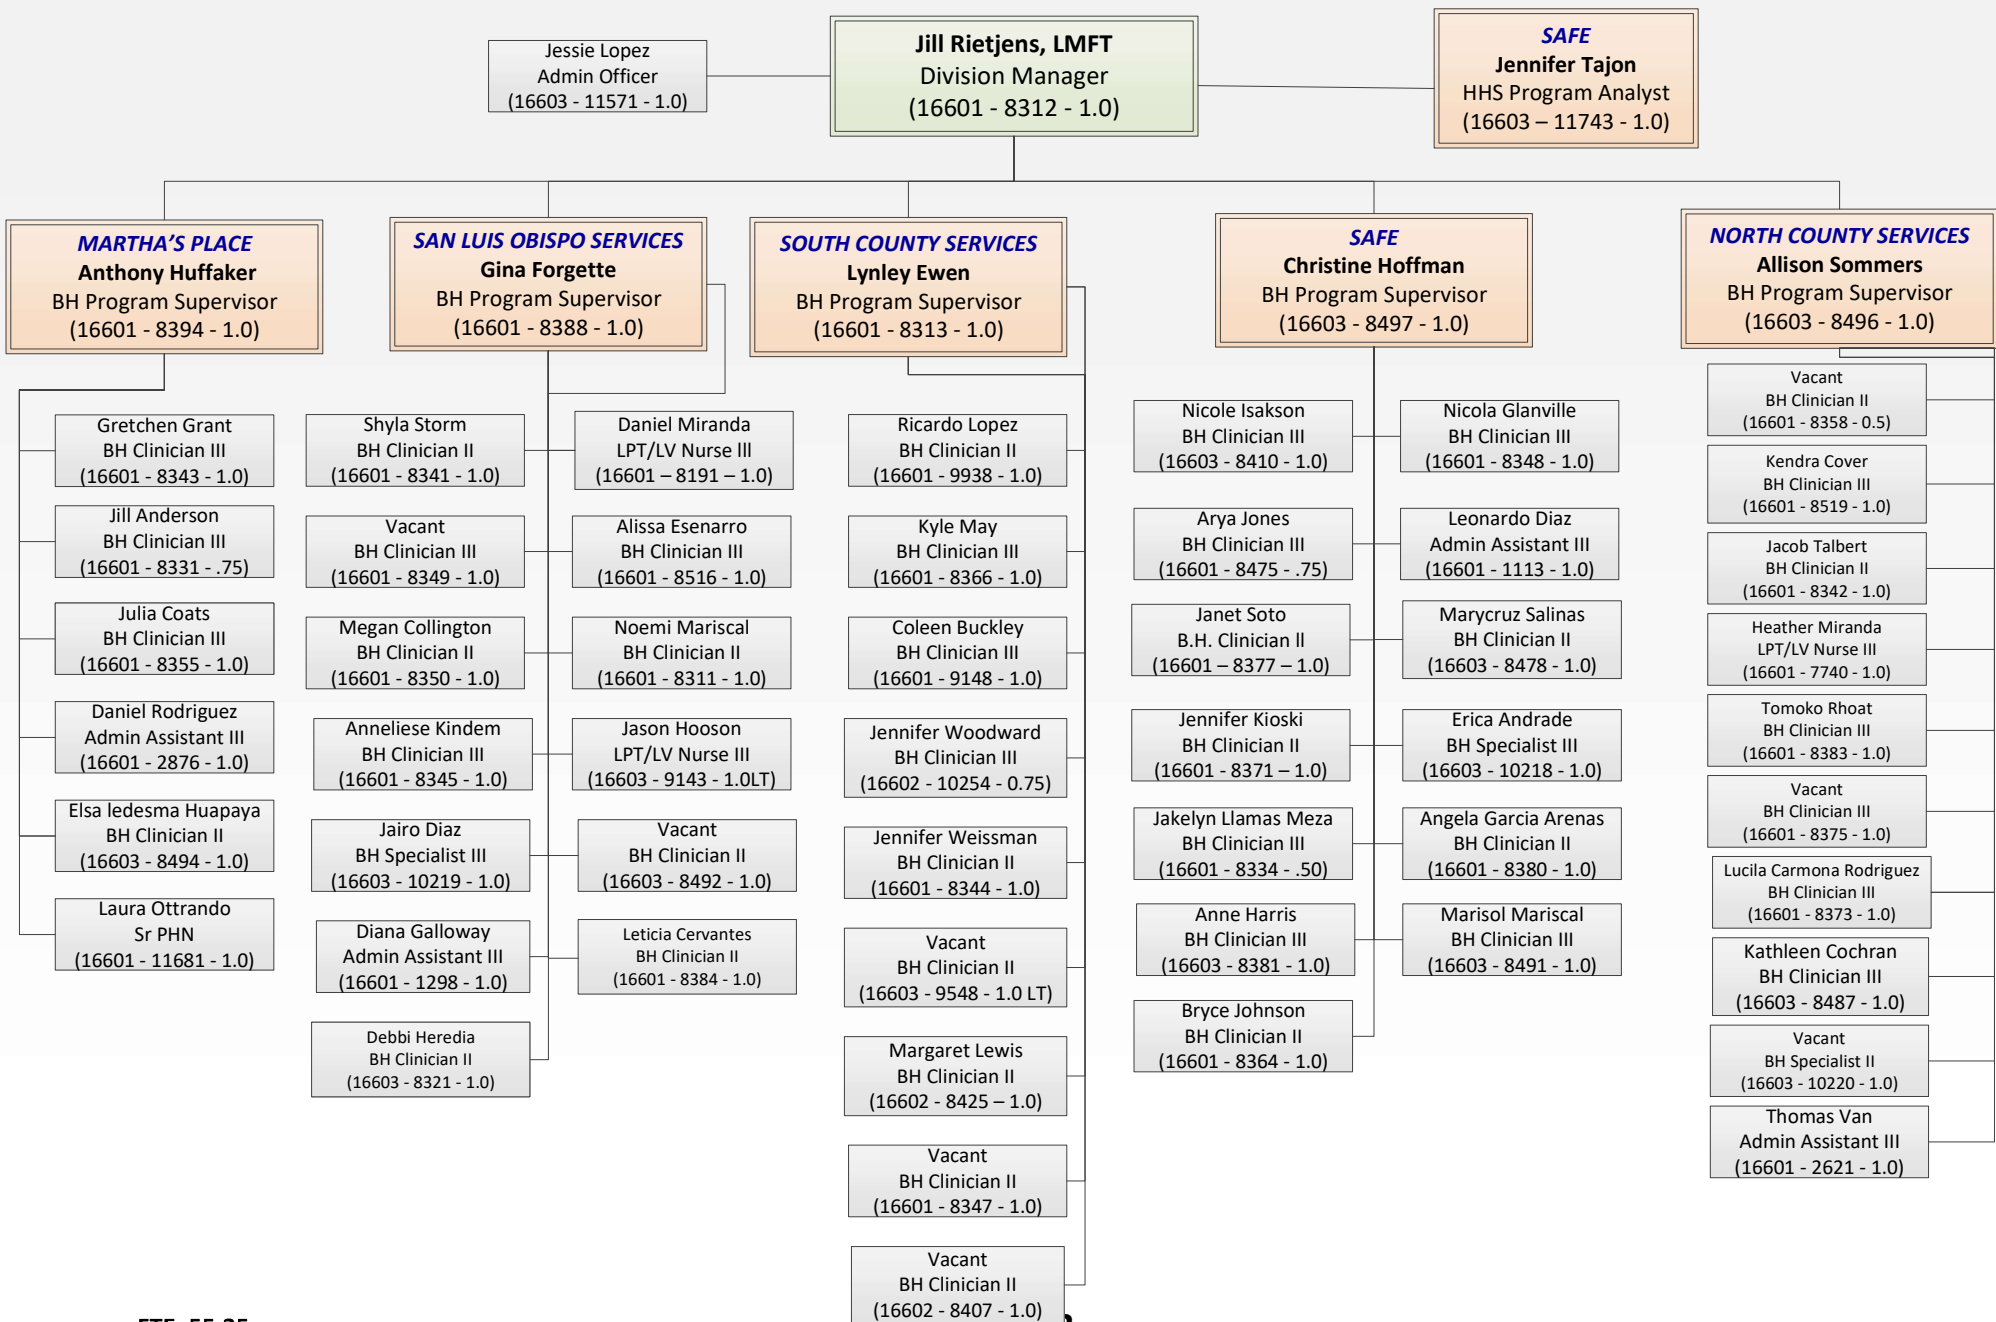 Jessie Lopez
Admin Officer
(16603 - 11571 - 1.0)
Jill Rietjens, LMFT
Division Manager
(16601 - 8312 - 1.0)
SAFE
Jennifer Tajon
HHS Program Analyst
(16603 – 11743 - 1.0)
MARTHA'S PLACE
Anthony Huffaker
BH Program Supervisor
(16601 - 8394 - 1.0)
Gretchen Grant
BH Clinician III
(16601 - 8343 - 1.0)
Jill Anderson
BH Clinician III
(16601 - 8331 - .75)
Julia Coats
BH Clinician III
(16601 - 8355 - 1.0)
Daniel Rodriguez
Admin Assistant III
(16601 - 2876 - 1.0)
Elsa ledesma Huapaya
BH Clinician II
(16603 - 8494 - 1.0)
Laura Ottrando
Sr PHN
(16601 - 11681 - 1.0)
SAN LUIS OBISPO SERVICES
Gina Forgette
BH Program Supervisor
(16601 - 8388 - 1.0)
Shyla Storm
BH Clinician II
(16601 - 8341 - 1.0)
Daniel Miranda
LPT/LV Nurse lll
(16601 – 8191 – 1.0)
Vacant
BH Clinician III
(16601 - 8349 - 1.0)
Alissa Esenarro
BH Clinician III
(16601 - 8516 - 1.0)
Megan Collington
BH Clinician II
(16601 - 8350 - 1.0)
Noemi Mariscal
BH Clinician II
(16601 - 8311 - 1.0)
Anneliese Kindem
BH Clinician III
(16601 - 8345 - 1.0)
Jason Hooson
LPT/LV Nurse III
(16603 - 9143 - 1.0LT)
Jairo Diaz
BH Specialist III
(16603 - 10219 - 1.0)
Vacant
BH Clinician II
(16603 - 8492 - 1.0)
Diana Galloway
Admin Assistant III
(16601 - 1298 - 1.0)
Leticia Cervantes
BH Clinician II
(16601 - 8384 - 1.0)
Debbi Heredia
BH Clinician II
(16603 - 8321 - 1.0)
SOUTH COUNTY SERVICES
Lynley Ewen
BH Program Supervisor
(16601 - 8313 - 1.0)
Ricardo Lopez
BH Clinician II
(16601 - 9938 - 1.0)
Kyle May
BH Clinician III
(16601 - 8366 - 1.0)
Coleen Buckley
BH Clinician III
(16601 - 9148 - 1.0)
Jennifer Woodward
BH Clinician III
(16602 - 10254 - 0.75)
Jennifer Weissman
BH Clinician II
(16601 - 8344 - 1.0)
Vacant
BH Clinician II
(16603 - 9548 - 1.0 LT)
Margaret Lewis
BH Clinician II
(16602 - 8425 – 1.0)
Vacant
BH Clinician II
(16601 - 8347 - 1.0)
Vacant
BH Clinician II
(16602 - 8407 - 1.0)
SAFE
Christine Hoffman
BH Program Supervisor
(16603 - 8497 - 1.0)
Nicole Isakson
BH Clinician III
(16603 - 8410 - 1.0)
Nicola Glanville
BH Clinician III
(16601 - 8348 - 1.0)
Arya Jones
BH Clinician III
(16601 - 8475 - .75)
Leonardo Diaz
Admin Assistant III
(16601 - 1113 - 1.0)
Janet Soto
B.H. Clinician ll
(16601 – 8377 – 1.0)
Marycruz Salinas
BH Clinician II
(16603 - 8478 - 1.0)
Jennifer Kioski
BH Clinician II
(16601 - 8371 – 1.0)
Erica Andrade
BH Specialist III
(16603 - 10218 - 1.0)
Jakelyn Llamas Meza
BH Clinician III
(16601 - 8334 - .50)
Angela Garcia Arenas
BH Clinician II
(16601 - 8380 - 1.0)
Anne Harris
BH Clinician III
(16603 - 8381 - 1.0)
Marisol Mariscal
BH Clinician III
(16603 - 8491 - 1.0)
Bryce Johnson
BH Clinician II
(16601 - 8364 - 1.0)
NORTH COUNTY SERVICES
Allison Sommers
BH Program Supervisor
(16603 - 8496 - 1.0)
Vacant
BH Clinician II
(16601 - 8358 - 0.5)
Kendra Cover
BH Clinician III
(16601 - 8519 - 1.0)
Jacob Talbert
BH Clinician II
(16601 - 8342 - 1.0)
Heather Miranda
LPT/LV Nurse III
(16601 - 7740 - 1.0)
Tomoko Rhoat
BH Clinician III
(16601 - 8383 - 1.0)
Vacant
BH Clinician III
(16601 - 8375 - 1.0)
Lucila Carmona Rodriguez
BH Clinician III
(16601 - 8373 - 1.0)
Kathleen Cochran
BH Clinician III
(16603 - 8487 - 1.0)
Vacant
BH Specialist II
(16603 - 10220 - 1.0)
Thomas Van
Admin Assistant III
(16601 - 2621 - 1.0)